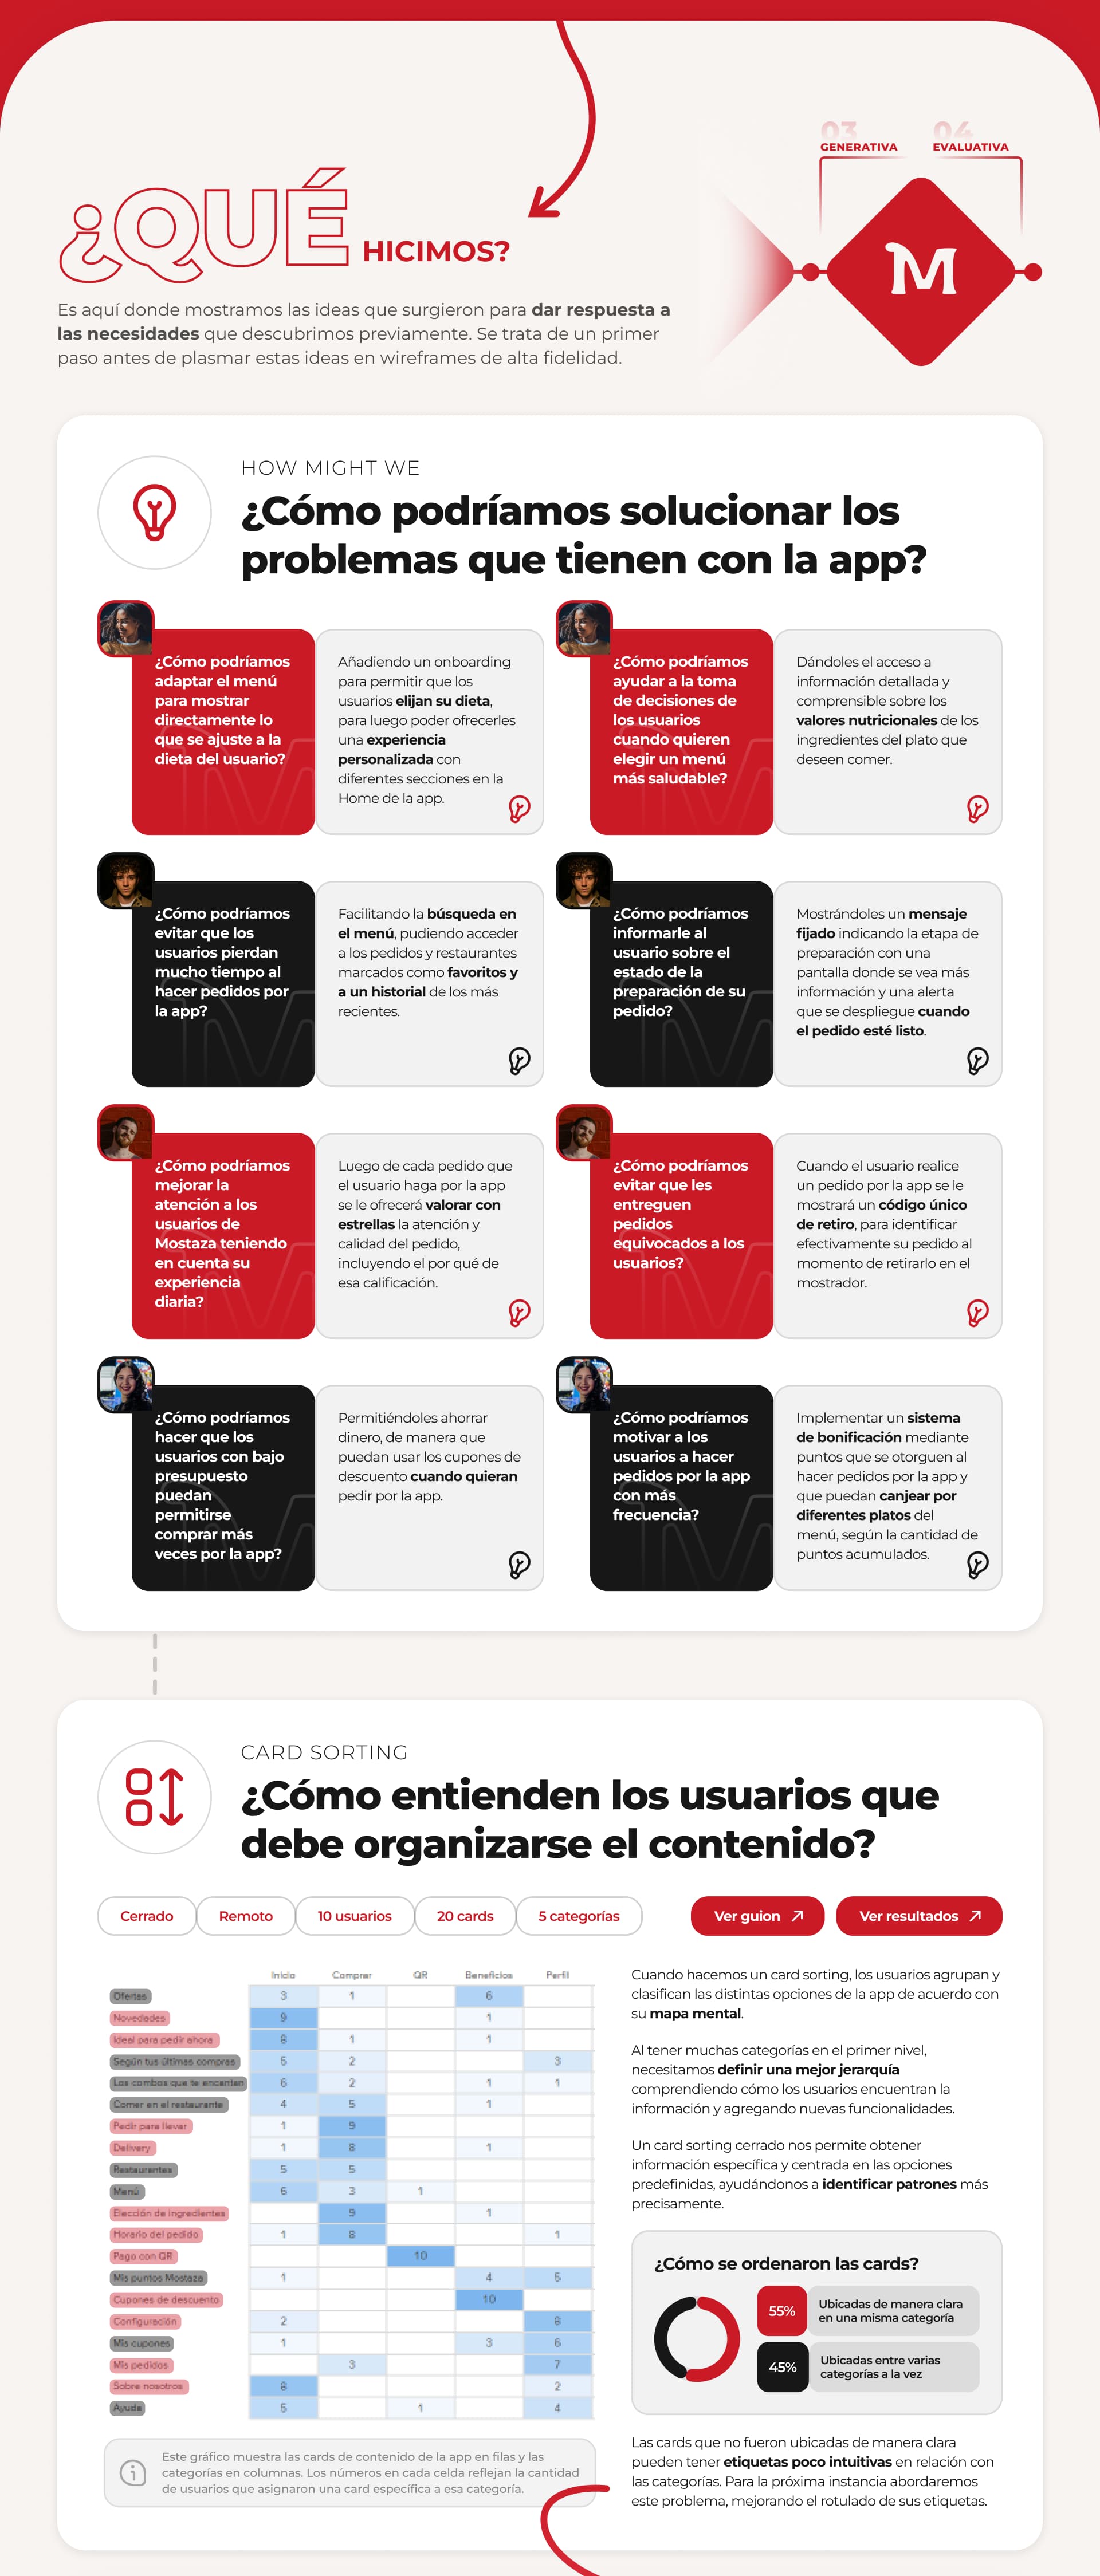 03
GENERATIVA
04
EVALUATIVA
¿QUÉ HICIMOS?
M
Es aquí donde mostramos las ideas que surgieron para dar respuesta a
las necesidades que descubrimos previamente. Se trata de un primer
paso antes de plasmar estas ideas en wireframes de alta fidelidad.
HOW MIGHT WE
¿Cómo podríamos solucionar los
problemas que tienen con la app?
¿Cómo podríamos
adaptar el menú
para mostrar
directamente lo
que se ajuste a la
dieta del usuario?
Añadiendo un onboarding
para permitir que los
usuarios elijan su dieta,
para luego poder ofrecerles
una experiencia
personalizada con
diferentes secciones en la
Home de la app.
¿Cómo podríamos
ayudar a la toma
de decisiones de
los usuarios
cuando quieren
elegir un menú
más saludable?
Dándoles el acceso a
información detallada y
comprensible sobre los
valores nutricionales de los
ingredientes del plato que
deseen comer.
¿Cómo podríamos
evitar que los
usuarios pierdan
mucho tiempo al
hacer pedidos por
la app?
Facilitando la búsqueda en
el menú, pudiendo acceder
a los pedidos y restaurantes
marcados como favoritos y
a un historial de los más
recientes.
¿Cómo podríamos
informarle al
usuario sobre el
estado de la
preparación de su
pedido?
Mostrándoles un mensaje
fijado indicando la etapa de
preparación con una
pantalla donde se vea más
información y una alerta
que se despliegue cuando
el pedido esté listo.
¿Cómo podríamos
mejorar la
atención a los
usuarios de
Mostaza teniendo
en cuenta su
experiencia
diaria?
Luego de cada pedido que
el usuario haga por la app
se le ofrecerá valorar con
estrellas la atención y
calidad del pedido,
incluyendo el por qué de
esa calificación.
¿Cómo podríamos
evitar que les
entreguen
pedidos
equivocados a los
usuarios?
Cuando el usuario realice
un pedido por la app se le
mostrará un código único
de retiro, para identificar
efectivamente su pedido al
momento de retirarlo en el
mostrador.
¿Cómo podríamos
hacer que los
usuarios con bajo
presupuesto
puedan
permitirse
comprar más
veces por la app?
Permitiéndoles ahorrar
dinero, de manera que
puedan usar los cupones de
descuento cuando quieran
pedir por la app.
¿Cómo podríamos
motivar a los
usuarios a hacer
pedidos por la app
con más
frecuencia?
Implementar un sistema
de bonificación mediante
puntos que se otorguen al
hacer pedidos por la app y
que puedan canjear por
diferentes platos del
menú, según la cantidad de
puntos acumulados.
CARD SORTING
¿Cómo entienden los usuarios que
debe organizarse el contenido?
Cerrado Remoto 10 usuarios 20 cards 5 categorías
Ver guion Ver resultados
Inicio Comprar QR Beneficios Perfil
Ofertas 3 1 6
Novedades 9 1
Ideal para pedir ahora 8 1 1
Según tus últimas compras 5 2 3
Los combos que te encantan 6 2 1 1
Comer en el restaurante 4 5 1
Pedir para llevar 1 9
Delivery 1 8 1
Restaurantes 5 5
Menú 6 3 1
Elección de ingredientes 9 1
Horario del pedido 1 8 1
Pago con QR 10
Mis puntos Mostaza 1 4 5
Cupones de descuento 10
Configuración 2 8
Mis cupones 1 3 6
Mis pedidos 3 7
Sobre nosotros 8 2
Ayuda 5 1 4
Este gráfico muestra las cards de contenido de la app en filas y las
categorías en columnas. Los números en cada celda reflejan la cantidad
de usuarios que asignaron una card específica a esa categoría.
Cuando hacemos un card sorting, los usuarios agrupan y
clasifican las distintas opciones de la app de acuerdo con
su mapa mental.
Al tener muchas categorías en el primer nivel,
necesitamos definir una mejor jerarquía
comprendiendo cómo los usuarios encuentran la
información y agregando nuevas funcionalidades.
Un card sorting cerrado nos permite obtener
información específica y centrada en las opciones
predefinidas, ayudándonos a identificar patrones más
precisamente.
¿Cómo se ordenaron las cards?
55%
Ubicadas de manera clara
en una misma categoría
45%
Ubicadas entre varias
categorías a la vez
Las cards que no fueron ubicadas de manera clara
pueden tener etiquetas poco intuitivas en relación con
las categorías. Para la próxima instancia abordaremos
este problema, mejorando el rotulado de sus etiquetas.